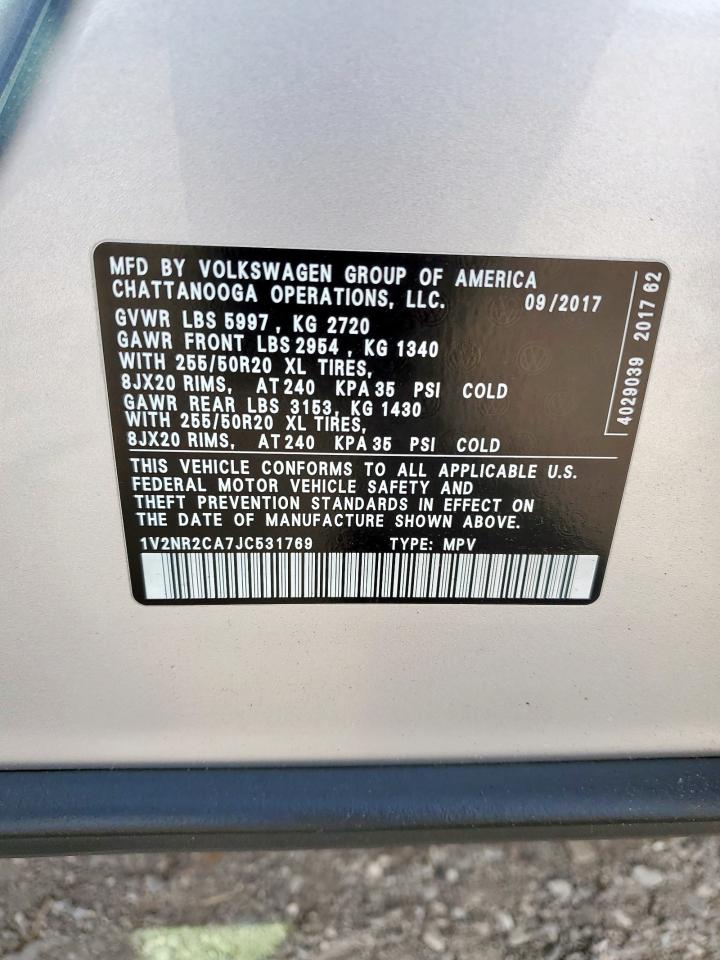 MFD BY VOLKSWAGEN GROUP OF AMERICA
CHATTANOOGA OPERATIONS, LLC. 09/2017
GVWR LBS 5997, KG 2720
GAWR FRONT LBS 2954, KG 1340
WITH 255/50R20 XL TIRES,
8JX20 RIMS, AT 240 KPA 35 PSI COLD
GAWR REAR LBS 3153, KG 1430
WITH 255/50R20 XL TIRES,
8JX20 RIMS, AT 240 KPA 35 PSI COLD
THIS VEHICLE CONFORMS TO ALL APPLICABLE U.S.
FEDERAL MOTOR VEHICLE SAFETY AND
THEFT PREVENTION STANDARDS IN EFFECT ON
THE DATE OF MANUFACTURE SHOWN ABOVE.
1V2NR2CA7JC531769 TYPE: MPV
4029039 2017 62